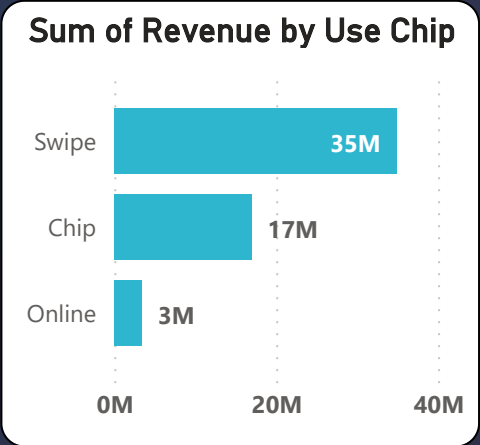 Sum of Revenue by Use Chip
Swipe 35M
Chip 17M
Online 3M
0M 20M 40M